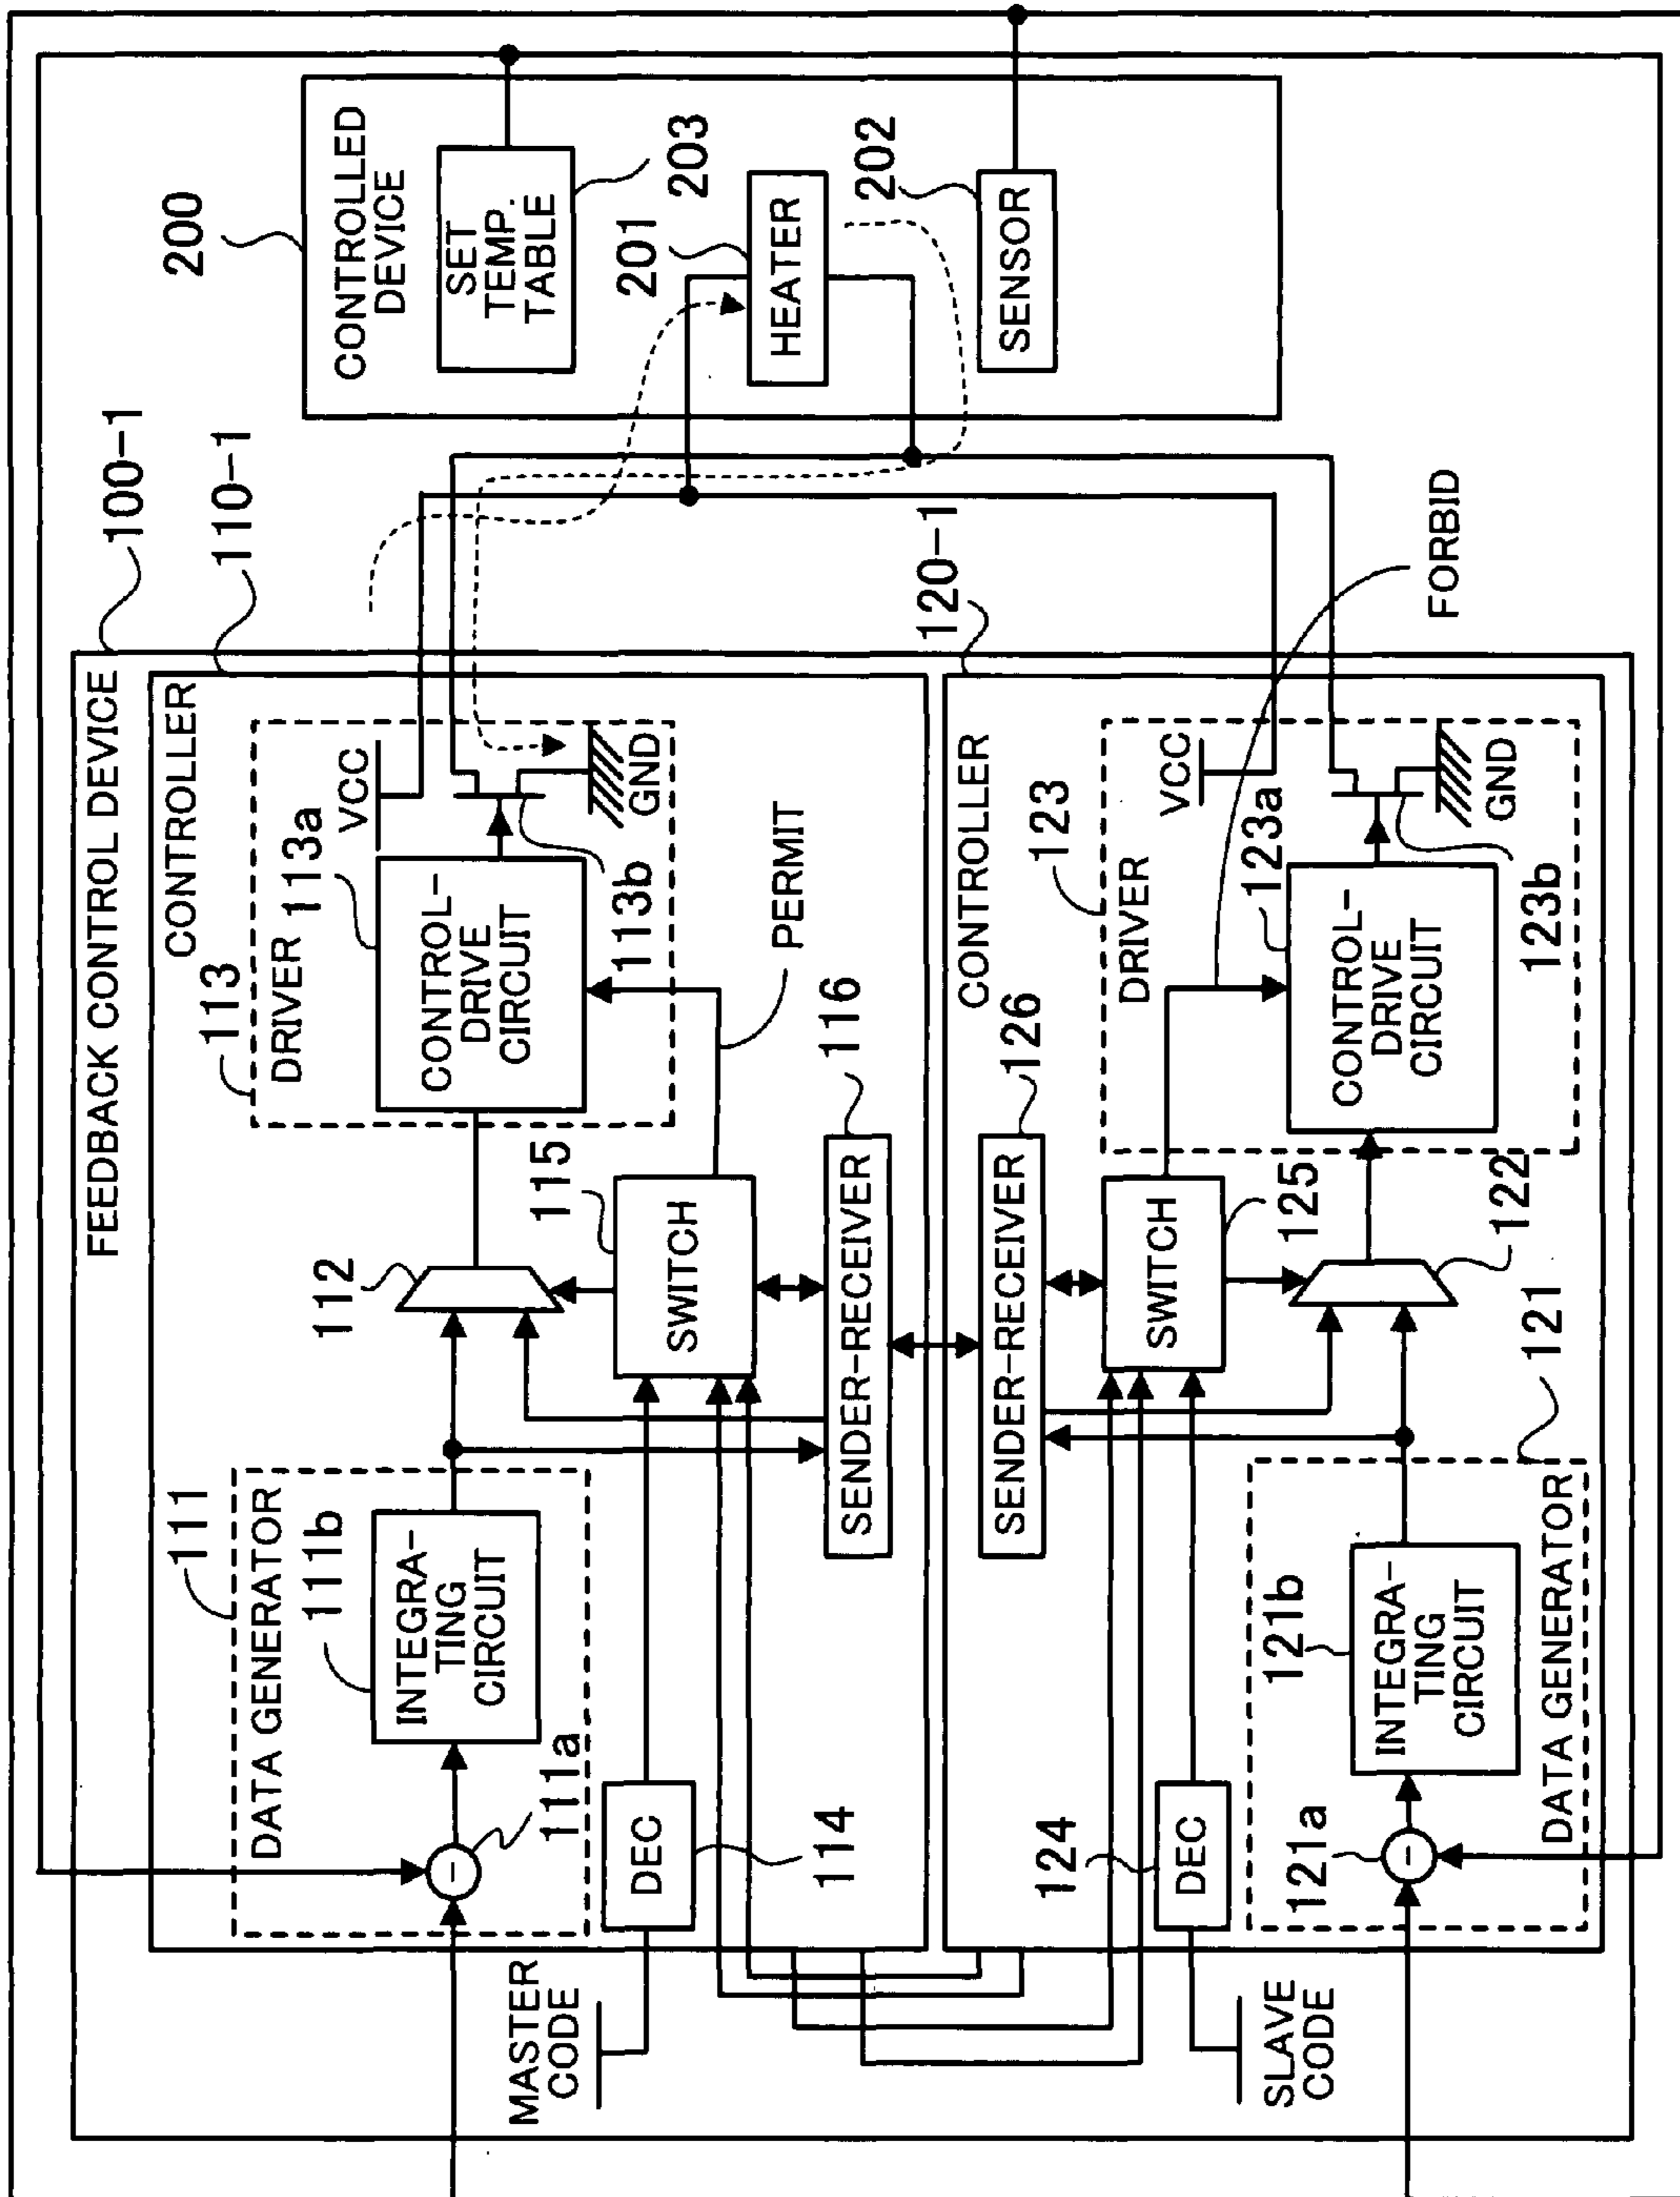 FEEDBACK CONTROL DEVICE
100-1
CONTROLLER
110-1
111
DATA GENERATOR
111b
INTEGRA-
TING
CIRCUIT
111a
112
113
DRIVER
113a
CONTROL-
DRIVE
CIRCUIT
VCC
GND
113b
PERMIT
115
SWITCH
116
SENDER-RECEIVER
DEC
114
MASTER
CODE
200
CONTROLLED
DEVICE
SET
TEMP.
TABLE
203
201
HEATER
202
SENSOR
CONTROLLER
120-1
126
SENDER-RECEIVER
SWITCH
125
123
DRIVER
VCC
123a
CONTROL-
DRIVE
CIRCUIT
GND
123b
FORBID
122
121
124
DEC
SLAVE
CODE
121a
121b
INTEGRA-
TING
CIRCUIT
DATA GENERATOR